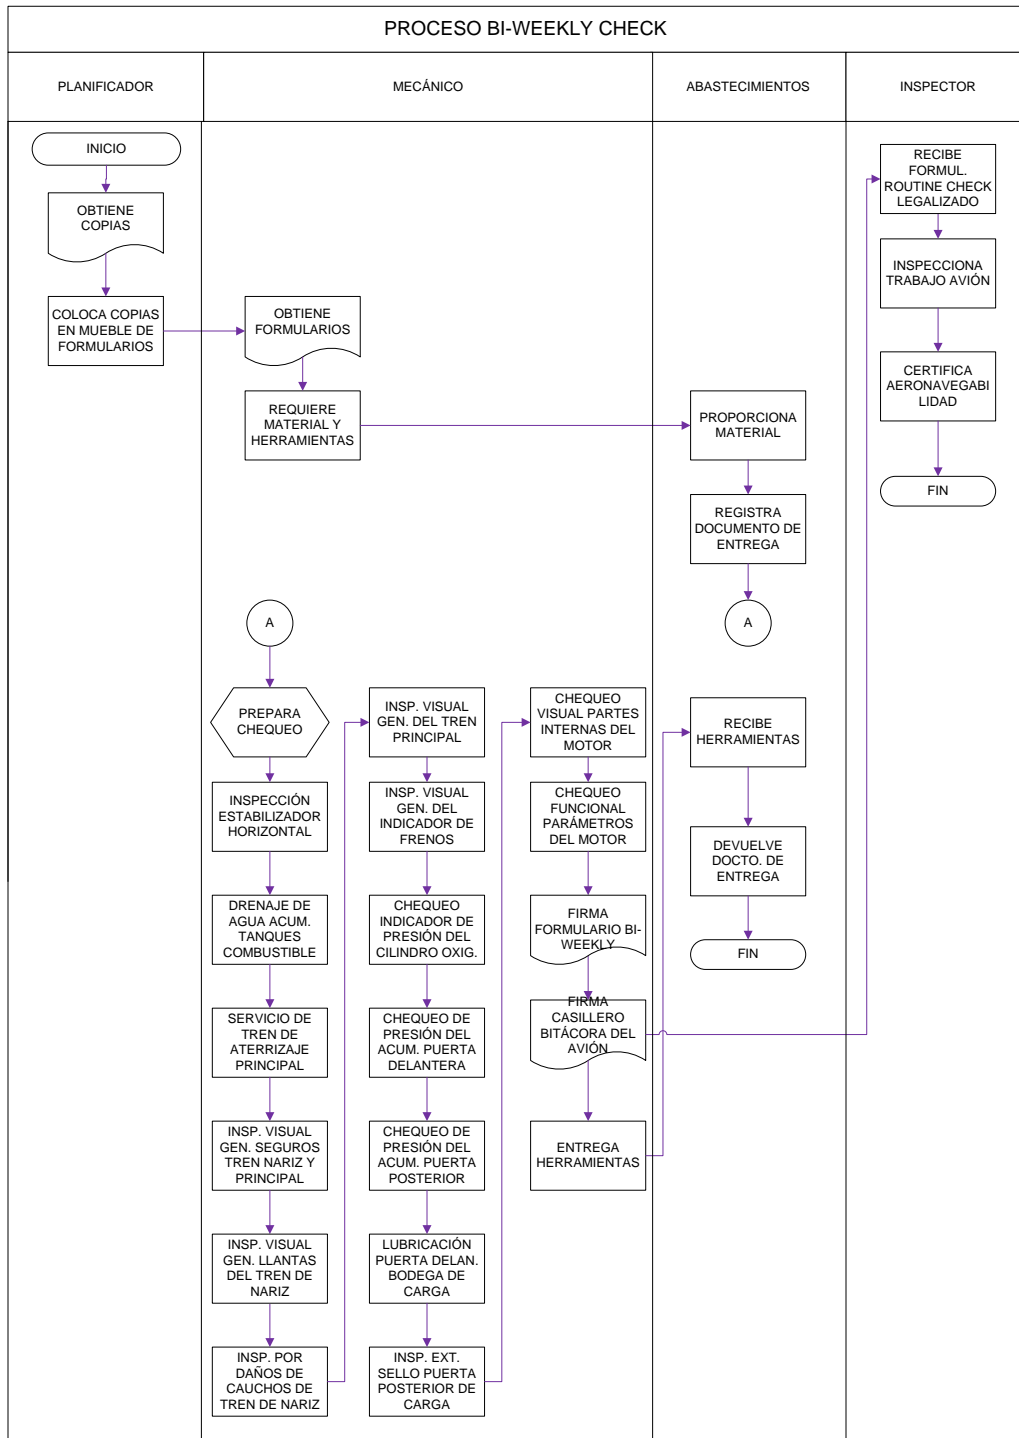 PROCESO BI-WEEKLY CHECK
PLANIFICADOR
MECÁNICO
ABASTECIMIENTOS
INSPECTOR
INICIO
OBTIENE
COPIAS
COLOCA COPIAS
EN MUEBLE DE
FORMULARIOS
OBTIENE
FORMULARIOS
REQUIERE
MATERIAL Y
HERRAMIENTAS
PROPORCIONA
MATERIAL
REGISTRA
DOCUMENTO DE
ENTREGA
A
RECIBE
FORMUL.
ROUTINE CHECK
LEGALIZADO
INSPECCIONA
TRABAJO AVIÓN
CERTIFICA
AERONAVEGABI
LIDAD
FIN
A
PREPARA
CHEQUEO
INSPECCIÓN
ESTABILIZADOR
HORIZONTAL
DRENAJE DE
AGUA ACUM.
TANQUES
COMBUSTIBLE
SERVICIO DE
TREN DE
ATERRIZAJE
PRINCIPAL
INSP. VISUAL
GEN. SEGUROS
TREN NARIZ Y
PRINCIPAL
INSP. VISUAL
GEN. LLANTAS
DEL TREN DE
NARIZ
INSP. POR
DAÑOS DE
CAUCHOS DE
TREN DE NARIZ
INSP. VISUAL
GEN. DEL TREN
PRINCIPAL
INSP. VISUAL
GEN. DEL
INDICADOR DE
FRENOS
CHEQUEO
INDICADOR DE
PRESIÓN DEL
CILINDRO OXIG.
CHEQUEO DE
PRESIÓN DEL
ACUM. PUERTA
DELANTERA
CHEQUEO DE
PRESIÓN DEL
ACUM. PUERTA
POSTERIOR
LUBRICACIÓN
PUERTA DELAN.
BODEGA DE
CARGA
INSP. EXT.
SELLO PUERTA
POSTERIOR DE
CARGA
CHEQUEO
VISUAL PARTES
INTERNAS DEL
MOTOR
CHEQUEO
FUNCIONAL
PARÁMETROS
DEL MOTOR
FIRMA
FORMULARIO BI-
WEEKLY
FIRMA
CASILLERO
BITÁCORA DEL
AVIÓN
ENTREGA
HERRAMIENTAS
RECIBE
HERRAMIENTAS
DEVUELVE
DOCTO. DE
ENTREGA
FIN